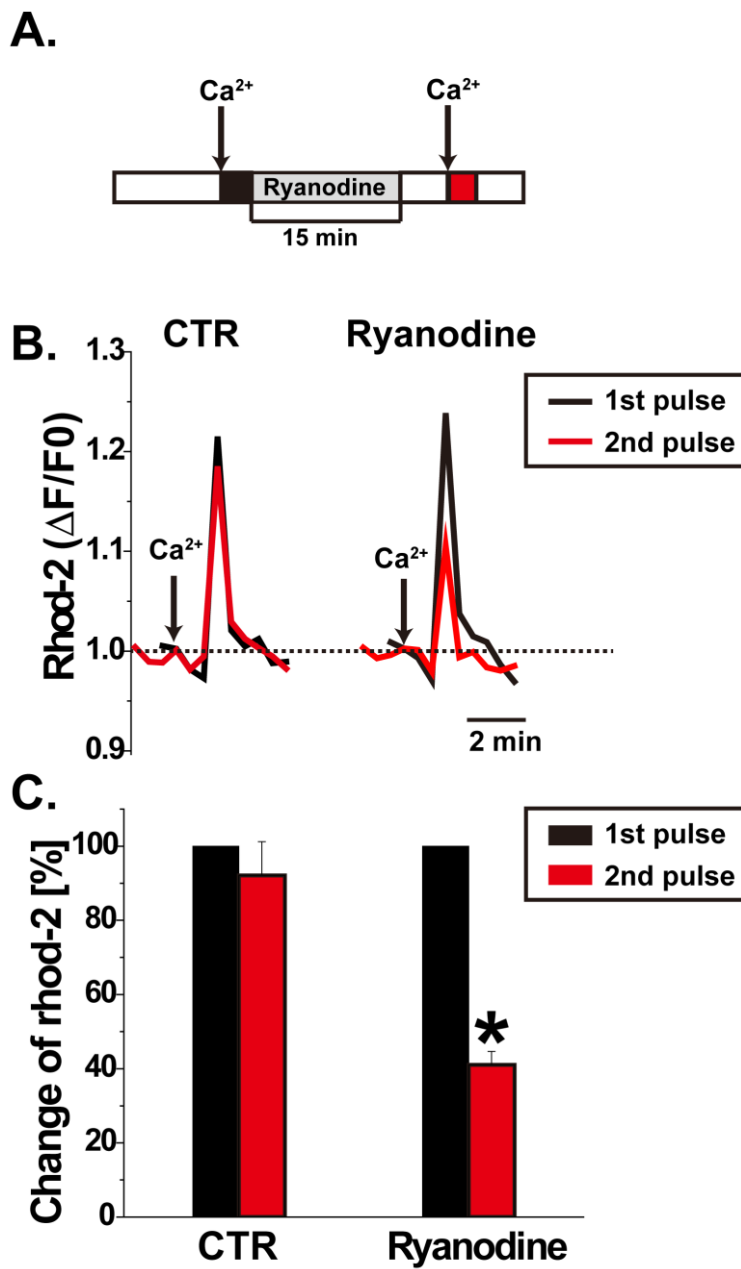 A.
Ca²⁺ Ca²⁺
Ryanodine
15 min
B.
CTR Ryanodine
1st pulse
2nd pulse
Rhod-2 (ΔF/F0)
1.3
1.2
1.1
1.0
0.9
Ca²⁺ Ca²⁺
2 min
C.
1st pulse
2nd pulse
Change of rhod-2 [%]
100
80
60
40
20
0
*
CTR Ryanodine